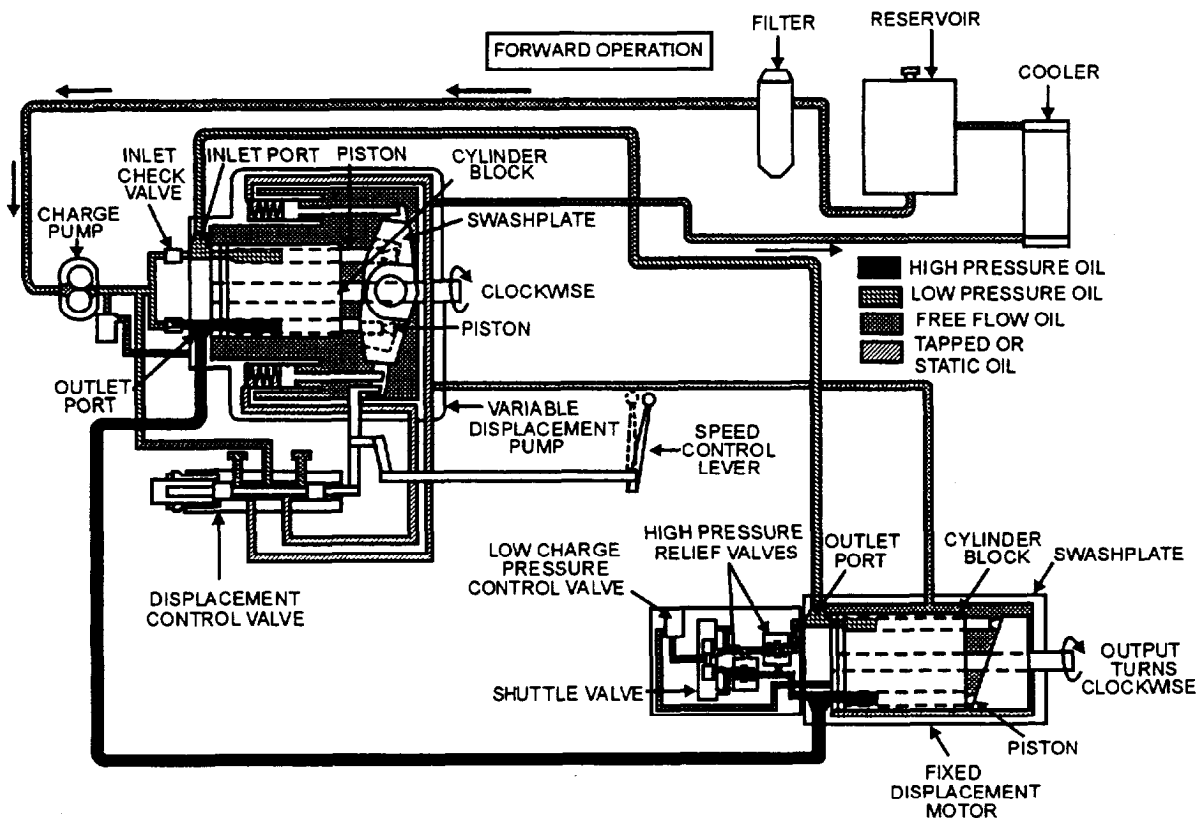 FORWARD OPERATION
FILTER
RESERVOIR
COOLER
INLET
CHECK
VALVE
INLET PORT
PISTON
CYLINDER
BLOCK
SWASHPLATE
CHARGE
PUMP
CLOCKWISE
PISTON
HIGH PRESSURE OIL
LOW PRESSURE OIL
FREE FLOW OIL
TAPPED OR
STATIC OIL
OUTLET
PORT
VARIABLE
DISPLACEMENT
PUMP
SPEED
CONTROL
LEVER
DISPLACEMENT
CONTROL VALVE
LOW CHARGE
PRESSURE
CONTROL VALVE
HIGH PRESSURE
RELIEF VALVES
OUTLET
PORT
CYLINDER
BLOCK
SWASHPLATE
SHUTTLE VALVE
OUTPUT
TURNS
CLOCKWISE
PISTON
FIXED
DISPLACEMENT
MOTOR